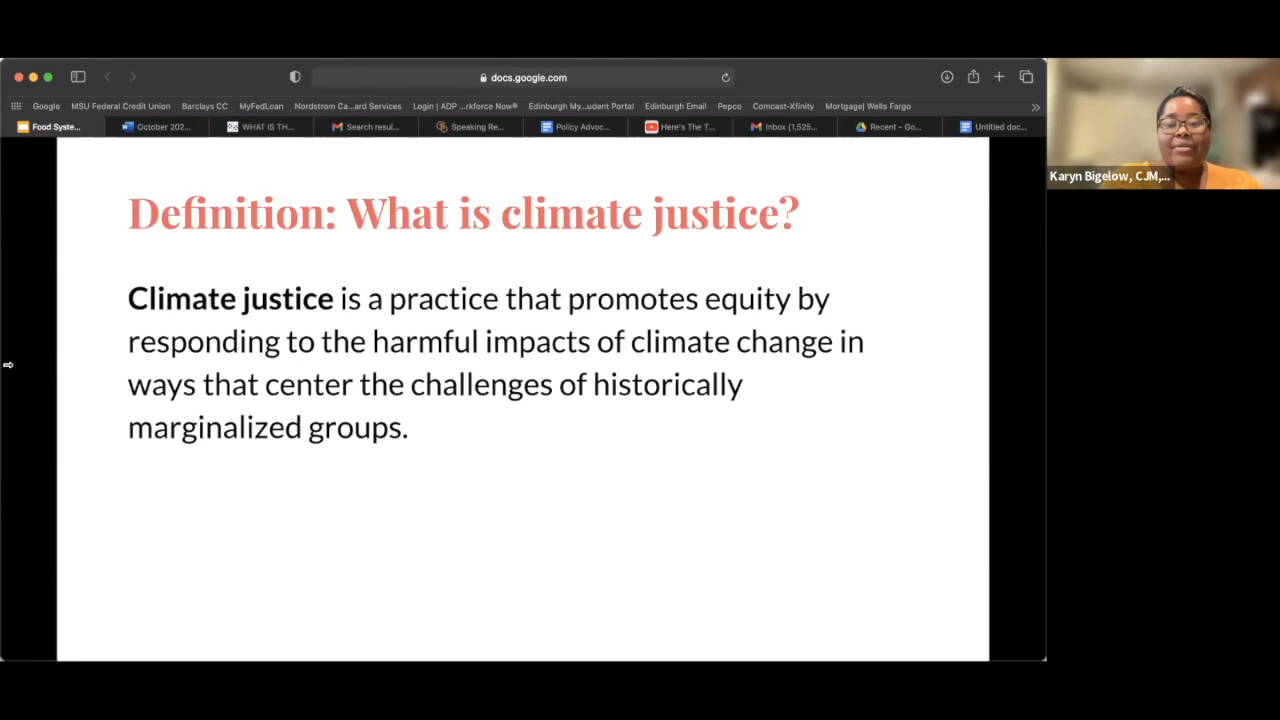 docs.google.com
Google MSU Federal Credit Union Barclays CC MyFedLoan Nordstrom Ca...ard Services Login | ADP ...rkforce Now® Edinburgh My...udent Portal Edinburgh Email Pepco Comcast-Xfinity Mortgage| Wells Fargo
Food Syste... October 202... WHAT IS TH... Search resul... Speaking Re... Policy Advoc... Here's The T... Inbox (1,525... Recent - Go... Untitled doc...
Karyn Bigelow, CJM,...
Definition: What is climate justice?
Climate justice is a practice that promotes equity by
responding to the harmful impacts of climate change in
ways that center the challenges of historically
marginalized groups.